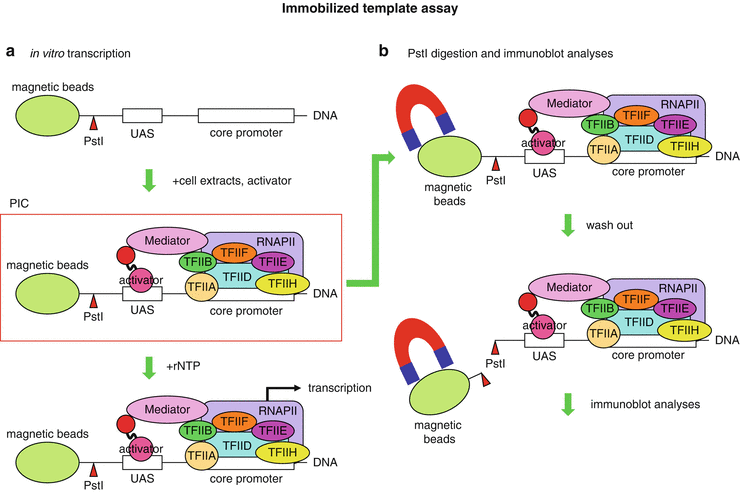 Immobilized template assay
a in vitro transcription
magnetic beads
PstI
UAS
core promoter
DNA
+cell extracts, activator
PIC
magnetic beads
PstI
Mediator
activator
UAS
RNAPII
TFIIF
TFIIB
TFIIE
TFIID
TFIIA
TFIIH
core promoter
DNA
+rNTP
transcription
magnetic beads
PstI
Mediator
activator
UAS
RNAPII
TFIIF
TFIIB
TFIIE
TFIID
TFIIA
TFIIH
core promoter
DNA
b PstI digestion and immunoblot analyses
Mediator
RNAPII
TFIIF
TFIIB
TFIIE
activator
TFIID
TFIIA
TFIIH
DNA
PstI
UAS
core promoter
magnetic
beads
wash out
Mediator
RNAPII
TFIIF
TFIIB
TFIIE
activator
TFIID
TFIIA
TFIIH
DNA
PstI
UAS
core promoter
magnetic
beads
immunoblot analyses